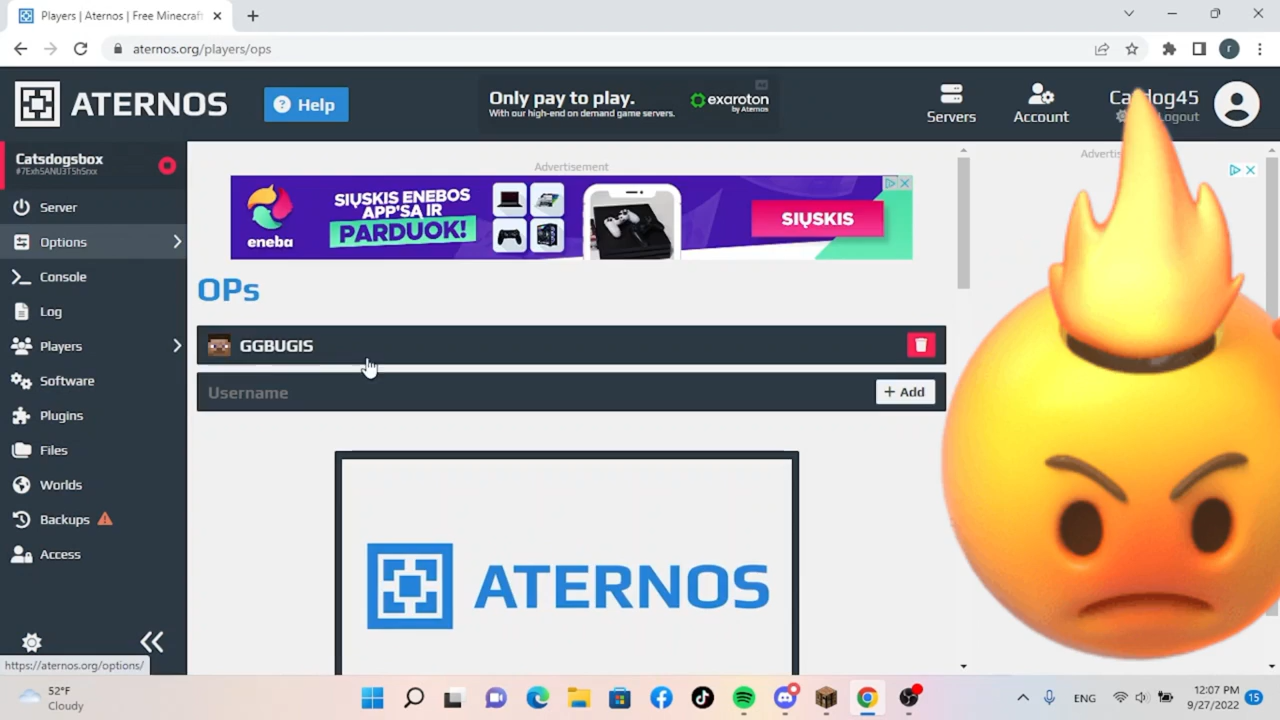 Players | Aternos | Free Minecraft
aternos.org/players/ops
r
ATERNOS
? Help
Only pay to play.
With our high-end on demand game servers.
exaroton
by Aternos
Ad
Servers
Account
Logout
Catsdogsbox
Server
Options
Console
Log
Players
Software
Plugins
Files
Worlds
Backups
Access
Advertisement
eneba
SIŲSKIS ENEBOS
APP'SĄ IR
PARDUOK!
SIŲSKIS
OPs
GGBUGIS
Username
+ Add
ATERNOS
https://aternos.org/options/
52°F
Cloudy
ENG
12:07 PM
9/27/2022
15